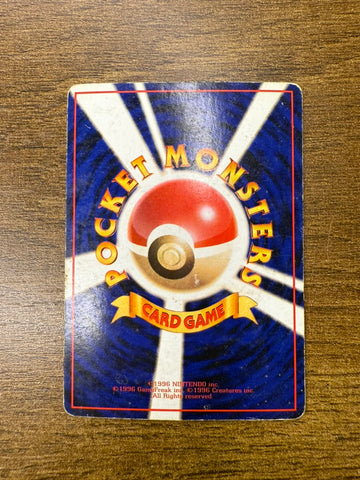 POCKET MONSTERS
CARD GAME
©1996 NINTENDO inc.
©1996 GameFreak inc. ©1996 Creatures inc.
All Rights reserved